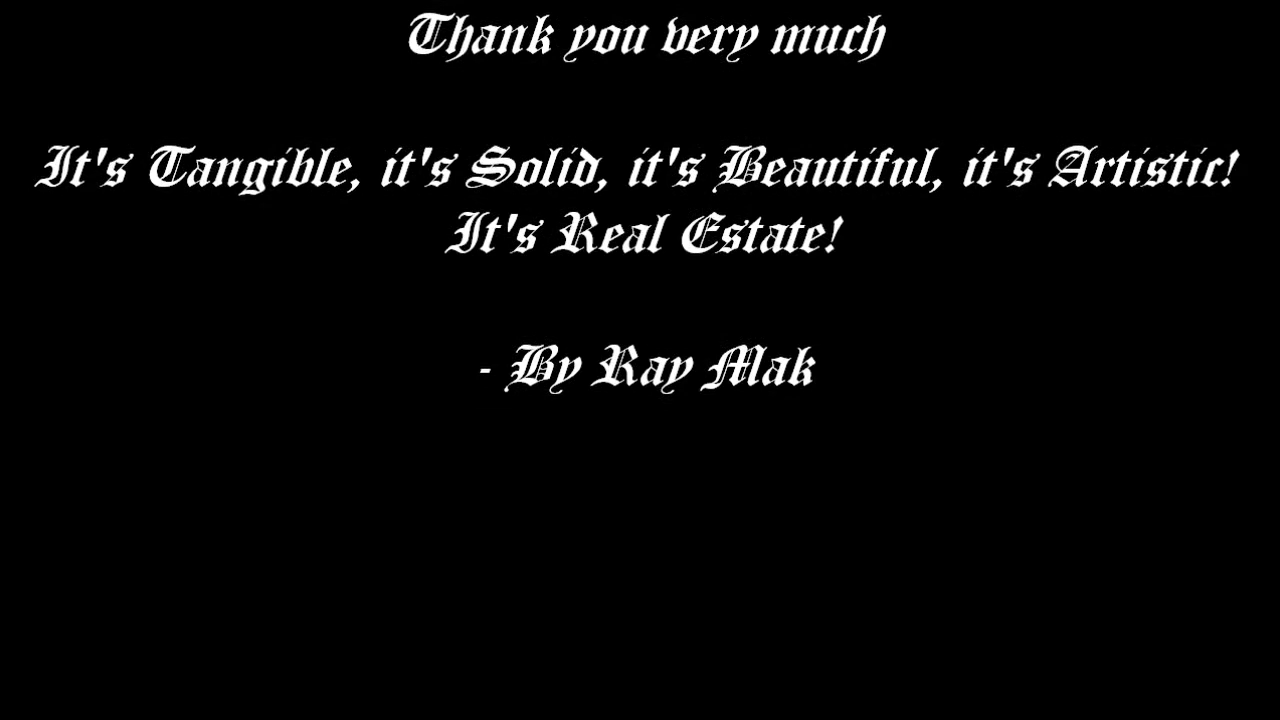 Thank you very much
It's Tangible, it's Solid, it's Beautiful, it's Artistic!
It's Real Estate!
- By Ray Mak